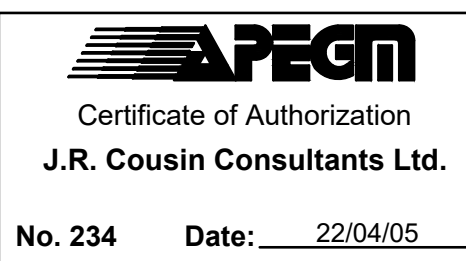 APEGM
Certificate of Authorization
J.R. Cousin Consultants Ltd.
No. 234 Date: 22/04/05